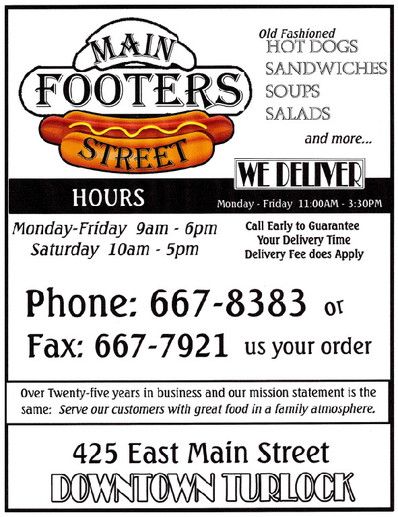 MAIN
FOOTERS
STREET
Old Fashioned
HOT DOGS
SANDWICHES
SOUPS
SALADS
and more...
WE DELIVER
HOURS
Monday - Friday 11:00AM - 3:30PM
Monday-Friday 9am - 6pm
Saturday 10am - 5pm
Call Early to Guarantee
Your Delivery Time
Delivery Fee does Apply
Phone: 667-8383 or
Fax: 667-7921 us your order
Over Twenty-five years in business and our mission statement is the
same: Serve our customers with great food in a family atmosphere.
425 East Main Street
DOWNTOWN TURLOCK